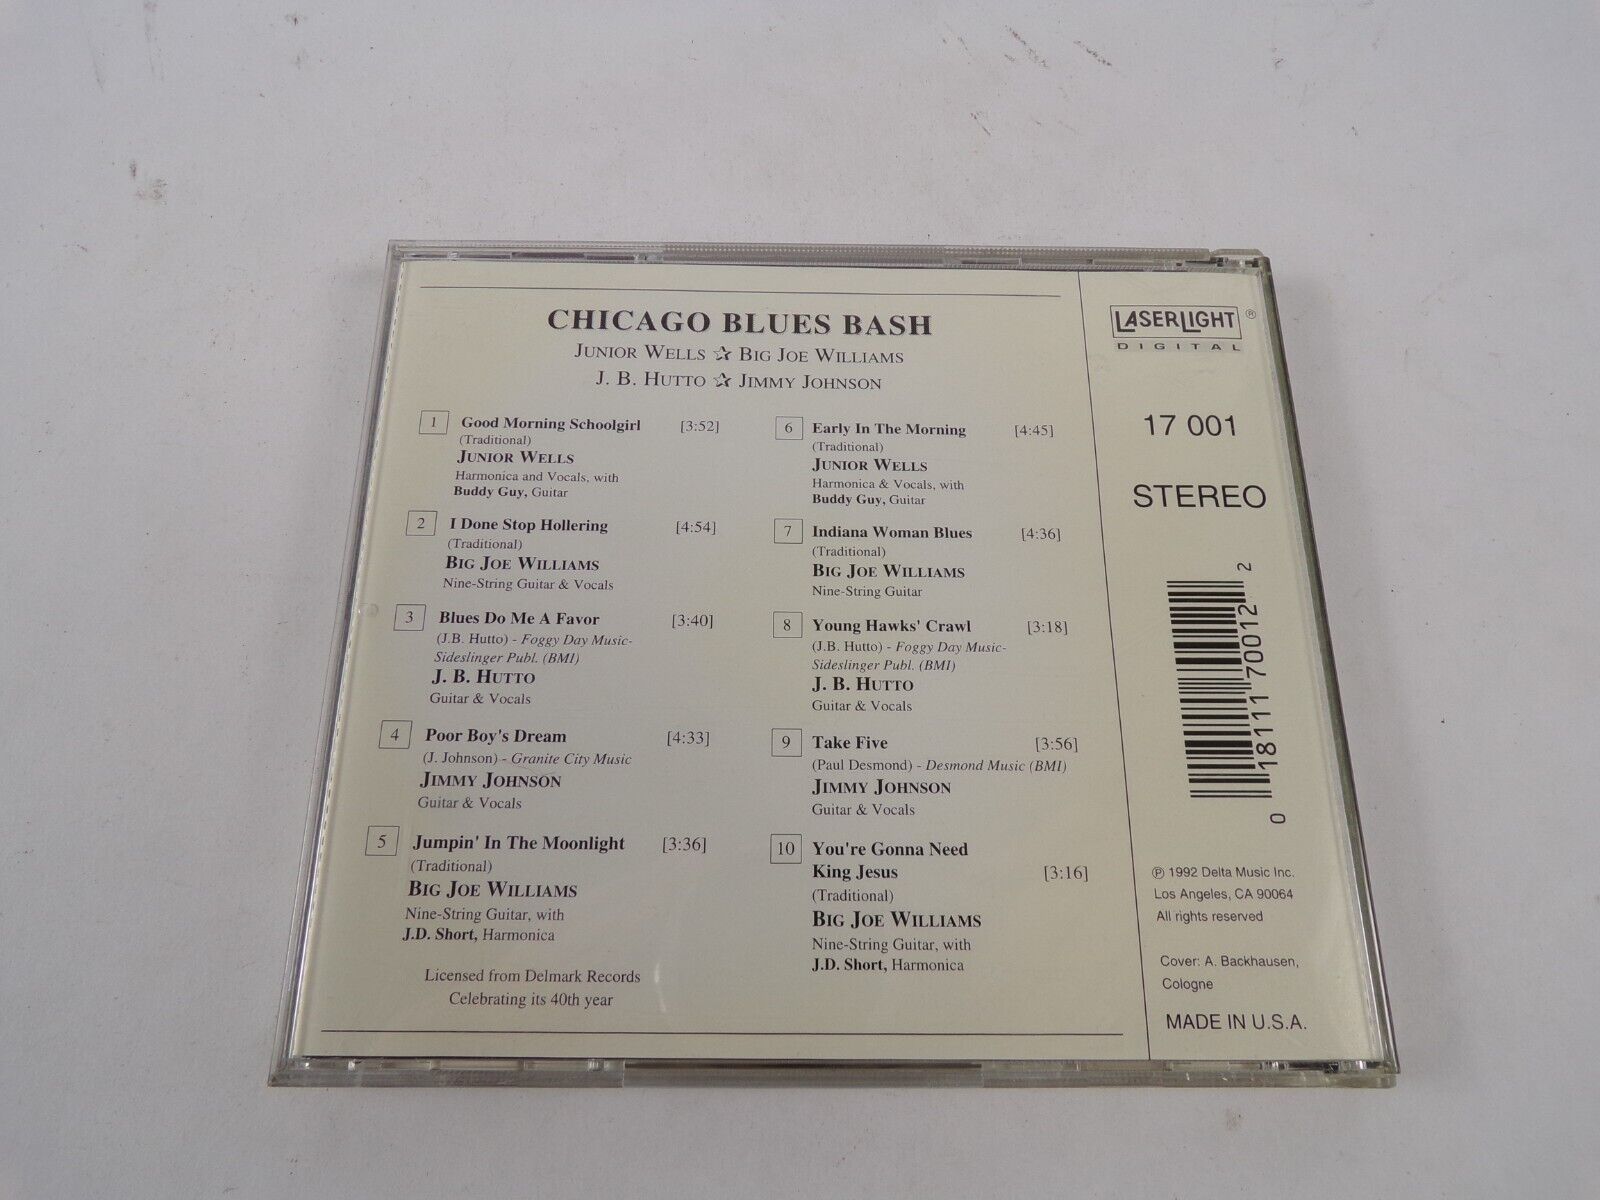 CHICAGO BLUES BASH
JUNIOR WELLS ✰ BIG JOE WILLIAMS
J. B. HUTTO ✰ JIMMY JOHNSON
1 Good Morning Schoolgirl [3:52]
(Traditional)
JUNIOR WELLS
Harmonica and Vocals, with
Buddy Guy, Guitar
2 I Done Stop Hollering [4:54]
(Traditional)
BIG JOE WILLIAMS
Nine-String Guitar & Vocals
3 Blues Do Me A Favor [3:40]
(J.B. Hutto) - Foggy Day Music-
Sideslinger Publ. (BMI)
J. B. HUTTO
Guitar & Vocals
4 Poor Boy's Dream [4:33]
(J. Johnson) - Granite City Music
JIMMY JOHNSON
Guitar & Vocals
5 Jumpin' In The Moonlight [3:36]
(Traditional)
BIG JOE WILLIAMS
Nine-String Guitar, with
J.D. Short, Harmonica
Licensed from Delmark Records
Celebrating its 40th year
6 Early In The Morning [4:45]
(Traditional)
JUNIOR WELLS
Harmonica & Vocals, with
Buddy Guy, Guitar
7 Indiana Woman Blues [4:36]
(Traditional)
BIG JOE WILLIAMS
Nine-String Guitar
8 Young Hawks' Crawl [3:18]
(J.B. Hutto) - Foggy Day Music-
Sideslinger Publ. (BMI)
J. B. HUTTO
Guitar & Vocals
9 Take Five [3:56]
(Paul Desmond) - Desmond Music (BMI)
JIMMY JOHNSON
Guitar & Vocals
10 You're Gonna Need
King Jesus [3:16]
(Traditional)
BIG JOE WILLIAMS
Nine-String Guitar, with
J.D. Short, Harmonica
LASERLIGHT ®
DIGITAL
17 001
STEREO
0 18111 70012 2
℗ 1992 Delta Music Inc.
Los Angeles, CA 90064
All rights reserved
Cover: A. Backhausen,
Cologne
MADE IN U.S.A.